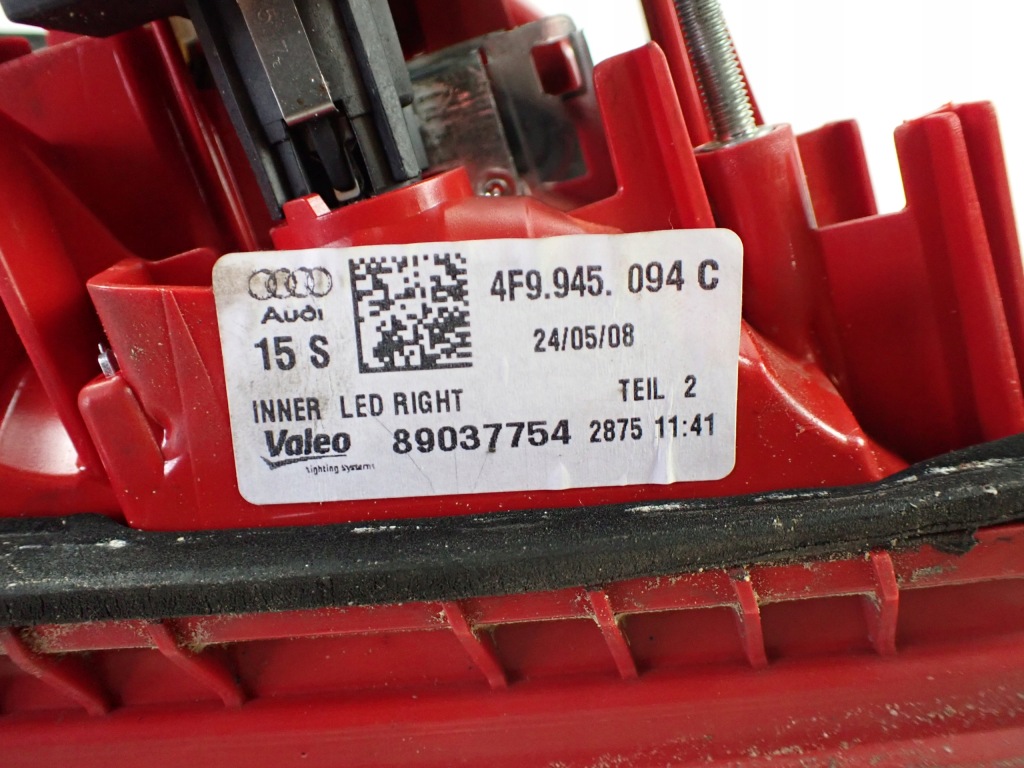 Audi
4F9.945. 094 C
15 S
24/05/08
INNER LED RIGHT
TEIL 2
Valeo 89037754 2875 11:41
lighting systems